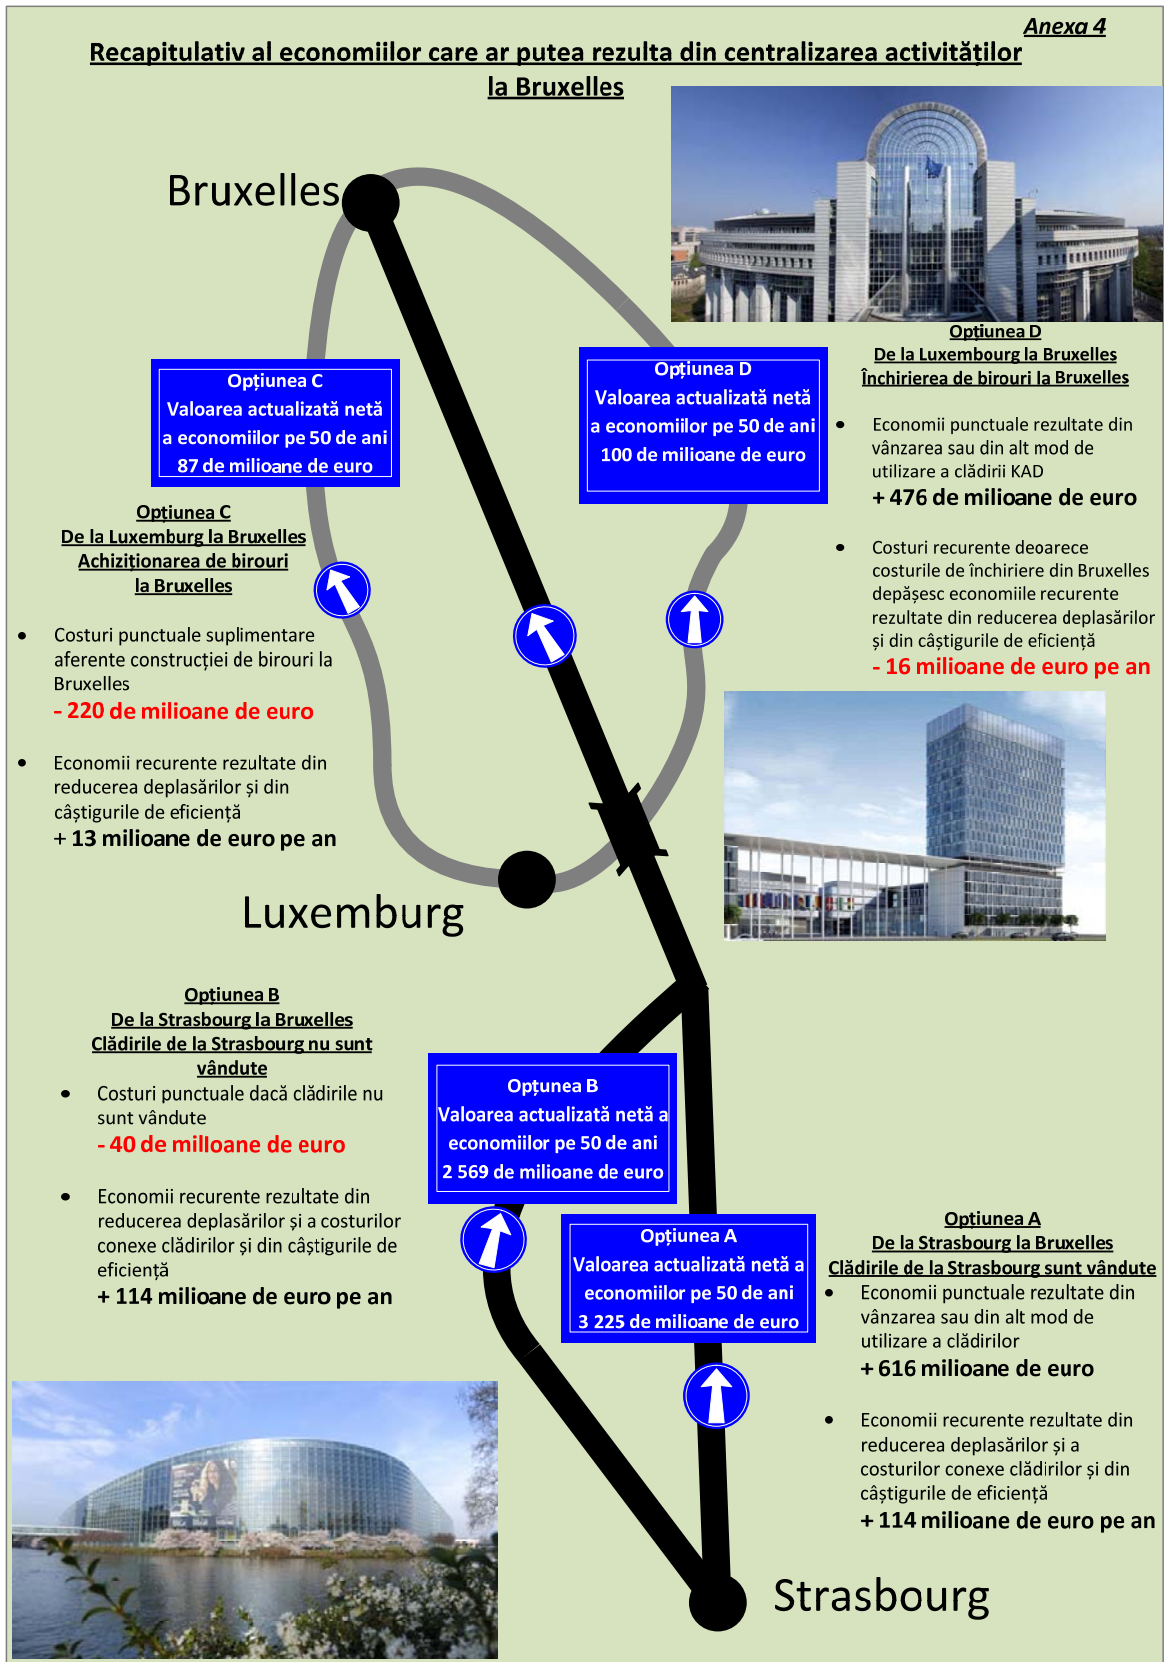 Anexa 4
Recapitulativ al economiilor care ar putea rezulta din centralizarea activităților
la Bruxelles
Bruxelles
Opțiunea D
De la Luxembourg la Bruxelles
Închirierea de birouri la Bruxelles
• Economii punctuale rezultate din
vânzarea sau din alt mod de
utilizare a clădirii KAD
+ 476 de milioane de euro
• Costuri recurente deoarece
costurile de închiriere din Bruxelles
depășesc economiile recurente
rezultate din reducerea deplasărilor
și din câștigurile de eficiență
- 16 milioane de euro pe an
Opțiunea C
Valoarea actualizată netă
a economiilor pe 50 de ani
87 de milioane de euro
Opțiunea D
Valoarea actualizată netă
a economiilor pe 50 de ani
100 de milioane de euro
Opțiunea C
De la Luxemburg la Bruxelles
Achiziționarea de birouri
la Bruxelles
• Costuri punctuale suplimentare
aferente construcției de birouri la
Bruxelles
- 220 de milioane de euro
• Economii recurente rezultate din
reducerea deplasărilor și din
câștigurile de eficiență
+ 13 milioane de euro pe an
Luxemburg
Opțiunea B
De la Strasbourg la Bruxelles
Clădirile de la Strasbourg nu sunt
vândute
• Costuri punctuale dacă clădirile nu
sunt vândute
- 40 de milIoane de euro
• Economii recurente rezultate din
reducerea deplasărilor și a costurilor
conexe clădirilor și din câștigurile de
eficiență
+ 114 milioane de euro pe an
Opțunea B
Valoarea actualizată netă a
economiilor pe 50 de ani
2 569 de milioane de euro
Opțiunea A
Valoarea actualizată netă a
economiilor pe 50 de ani
3 225 de milioane de euro
Opțiunea A
De la Strasbourg la Bruxelles
Clădirile de la Strasbourg sunt vândute
• Economii punctuale rezultate din
vânzarea sau din alt mod de
utilizare a clădirilor
+ 616 milioane de euro
• Economii recurente rezultate din
reducerea deplasărilor și a
costurilor conexe clădirilor și din
câștigurile de eficiență
+ 114 milioane de euro pe an
Strasbourg